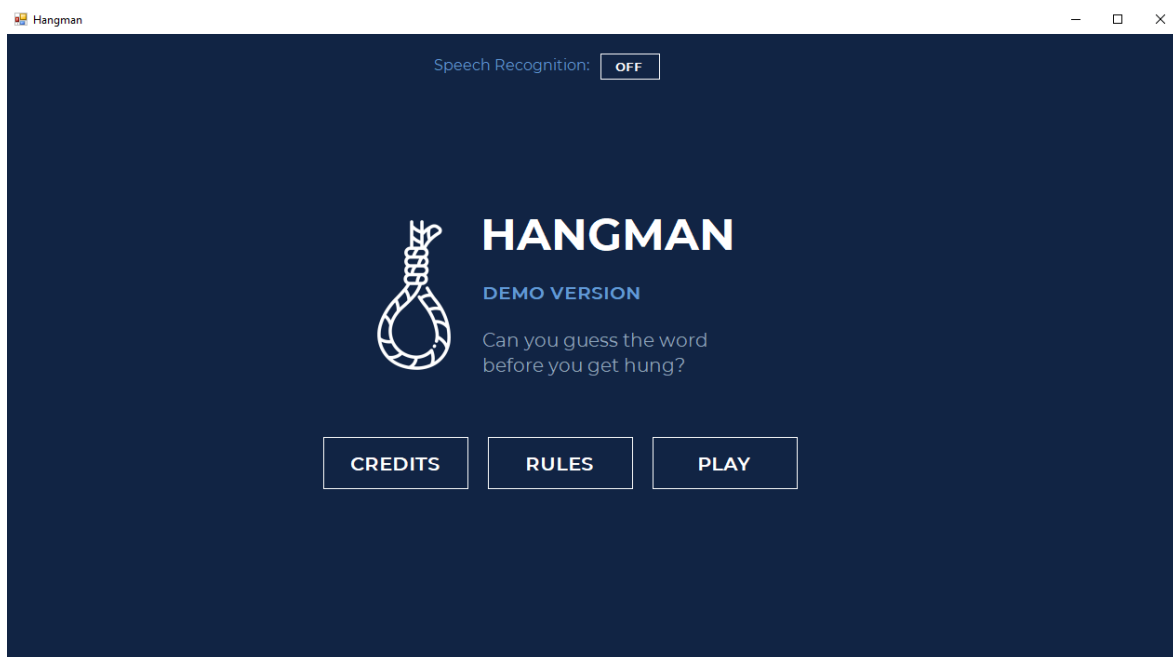 Hangman
Speech Recognition: OFF
HANGMAN
DEMO VERSION
Can you guess the word
before you get hung?
CREDITS RULES PLAY